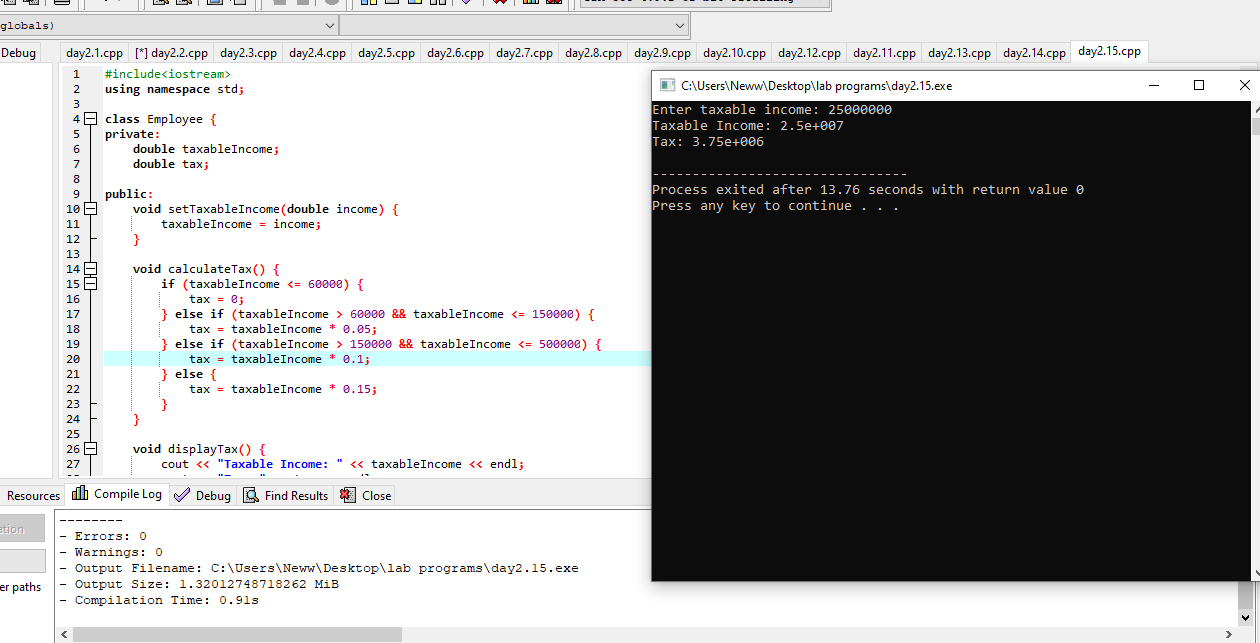 globals)
Debug
day2.1.cpp [*] day2.2.cpp day2.3.cpp day2.4.cpp day2.5.cpp day2.6.cpp day2.7.cpp day2.8.cpp day2.9.cpp day2.10.cpp day2.12.cpp day2.11.cpp day2.13.cpp day2.14.cpp day2.15.cpp
1 #include<iostream>
2 using namespace std;
3
4 class Employee {
5 private:
6 double taxableIncome;
7 double tax;
8
9 public:
10 void setTaxableIncome(double income) {
11 taxableIncome = income;
12 }
13
14 void calculateTax() {
15 if (taxableIncome <= 60000) {
16 tax = 0;
17 } else if (taxableIncome > 60000 && taxableIncome <= 150000) {
18 tax = taxableIncome * 0.05;
19 } else if (taxableIncome > 150000 && taxableIncome <= 500000) {
20 tax = taxableIncome * 0.1;
21 } else {
22 tax = taxableIncome * 0.15;
23 }
24 }
25
26 void displayTax() {
27 cout << "Taxable Income: " << taxableIncome << endl;
C:\Users\Neww\Desktop\lab programs\day2.15.exe
Enter taxable income: 25000000
Taxable Income: 2.5e+007
Tax: 3.75e+006
--------------------------------
Process exited after 13.76 seconds with return value 0
Press any key to continue . . .
Resources Compile Log Debug Find Results Close
ation
er paths
--------
- Errors: 0
- Warnings: 0
- Output Filename: C:\Users\Neww\Desktop\lab programs\day2.15.exe
- Output Size: 1.32012748718262 MiB
- Compilation Time: 0.91s